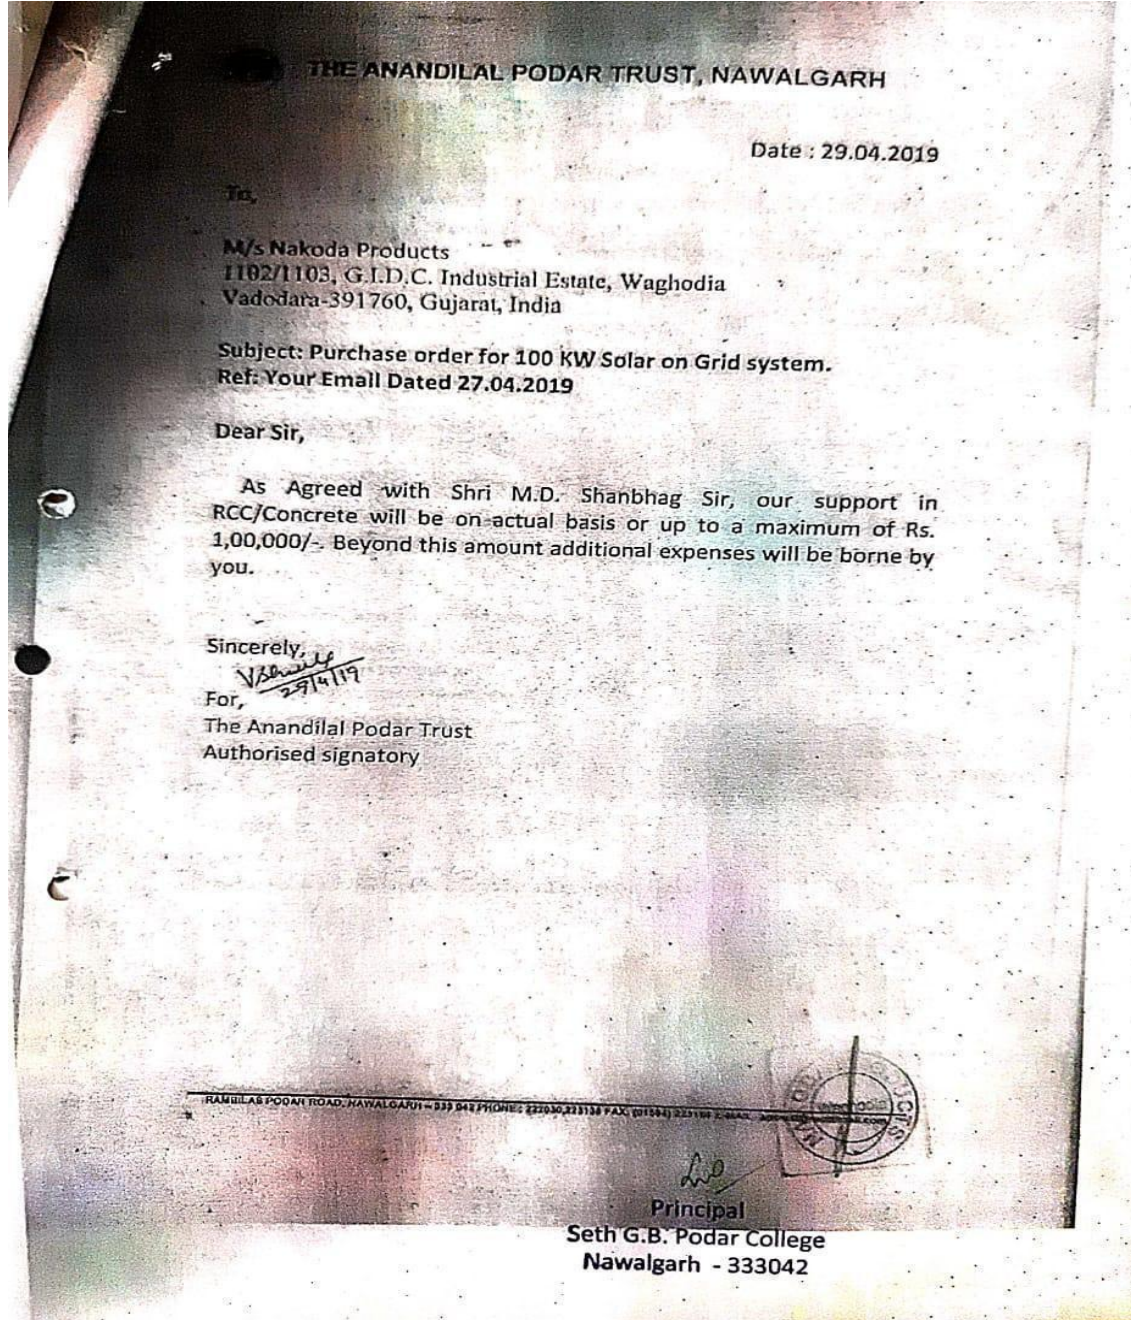 THE ANANDILAL PODAR TRUST, NAWALGARH
Date : 29.04.2019
To,
M/s Nakoda Products
1102/1103, G.I.D.C. Industrial Estate, Waghodia
Vadodara-391760, Gujarat, India
Subject: Purchase order for 100 KW Solar on Grid system.
Ref: Your Email Dated 27.04.2019
Dear Sir,
As Agreed with Shri M.D. Shanbhag Sir, our support in
RCC/Concrete will be on actual basis or up to a maximum of Rs.
1,00,000/-. Beyond this amount additional expenses will be borne by
you.
Sincerely,
29/4/19
For,
The Anandilal Podar Trust
Authorised signatory
RAMBILAS PODAR ROAD, NAWALGARH – 333 042 PHONE: FAX: (01594)
Principal
Seth G.B. Podar College
Nawalgarh - 333042